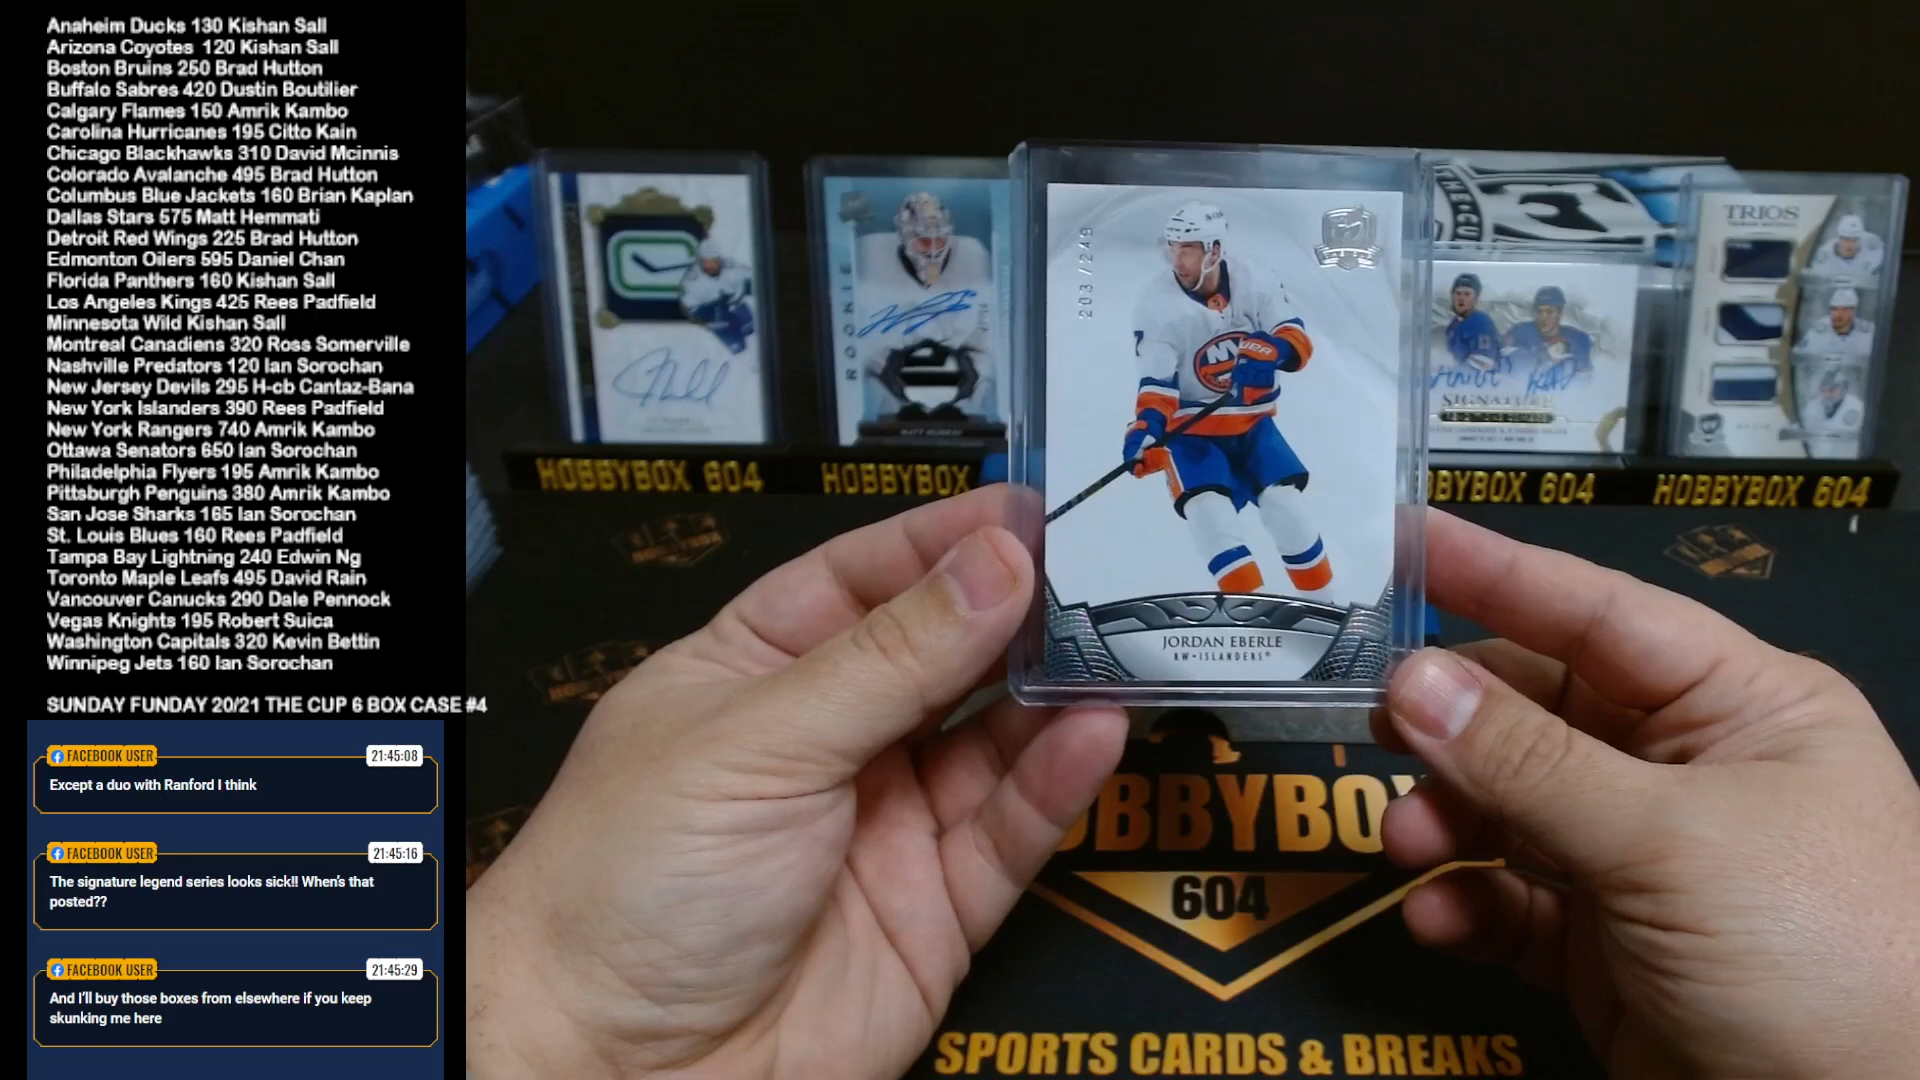 Anaheim Ducks 130 Kishan Sall
Arizona Coyotes 120 Kishan Sall
Boston Bruins 250 Brad Hutton
Buffalo Sabres 420 Dustin Boutilier
Calgary Flames 150 Amrik Kambo
Carolina Hurricanes 195 Citto Kain
Chicago Blackhawks 310 David Mcinnis
Colorado Avalanche 495 Brad Hutton
Columbus Blue Jackets 160 Brian Kaplan
Dallas Stars 575 Matt Hemmati
Detroit Red Wings 225 Brad Hutton
Edmonton Oilers 595 Daniel Chan
Florida Panthers 160 Kishan Sall
Los Angeles Kings 425 Rees Padfield
Minnesota Wild Kishan Sall
Montreal Canadiens 320 Ross Somerville
Nashville Predators 120 Ian Sorochan
New Jersey Devils 295 H-cb Cantaz-Bana
New York Islanders 390 Rees Padfield
New York Rangers 740 Amrik Kambo
Ottawa Senators 650 Ian Sorochan
Philadelphia Flyers 195 Amrik Kambo
Pittsburgh Penguins 380 Amrik Kambo
San Jose Sharks 165 Ian Sorochan
St. Louis Blues 160 Rees Padfield
Tampa Bay Lightning 240 Edwin Ng
Toronto Maple Leafs 495 David Rain
Vancouver Canucks 290 Dale Pennock
Vegas Knights 195 Robert Suica
Washington Capitals 320 Kevin Bettin
Winnipeg Jets 160 Ian Sorochan
SUNDAY FUNDAY 20/21 THE CUP 6 BOX CASE #4
FACEBOOK USER 21:45:08
Except a duo with Ranford I think
FACEBOOK USER 21:45:16
The signature legend series looks sick!! When's that
posted??
FACEBOOK USER 21:45:29
And I'll buy those boxes from elsewhere if you keep
skunking me here
ROOKIE
203/249
NY
JORDAN EBERLE
RW•ISLANDERS
THE CUP
SIGNATURE
TRIOS
HOBBYBOX 604
HOBBYBOX
BYBOX 604
HOBBYBOX 604
OBBYBO
604
SPORTS CARDS & BREAKS